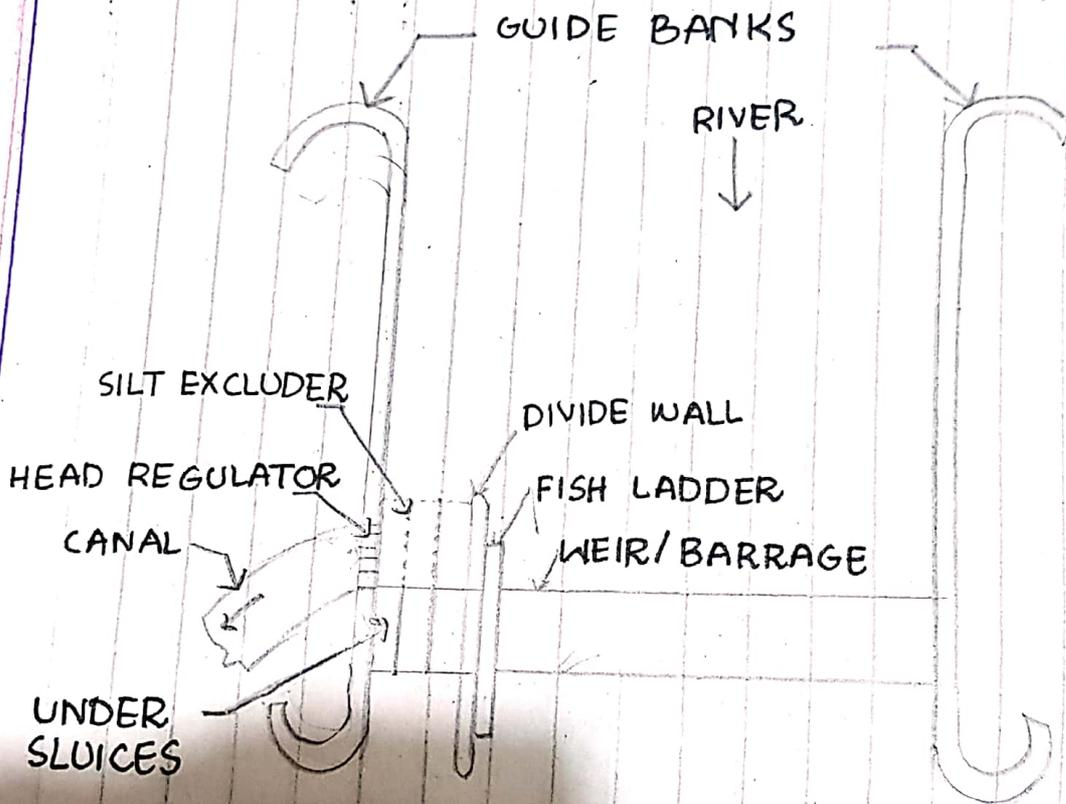 GUIDE BANKS
RIVER
SILT EXCLUDER
DIVIDE WALL
HEAD REGULATOR
FISH LADDER
CANAL
WEIR/BARRAGE
UNDER
SLUICES